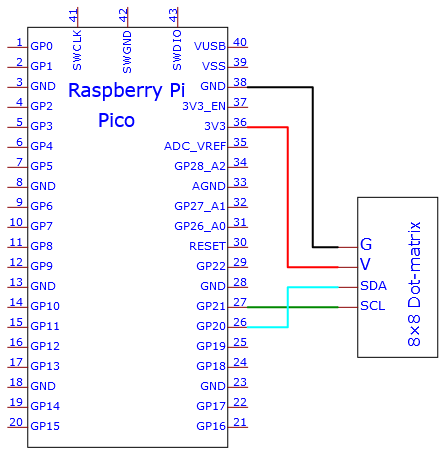 41 42 43
SWCLK SWGND SWDIO
1 GP0 VUSB 40
2 GP1 VSS 39
3 GND GND 38
Raspberry Pi
4 GP2 3V3_EN 37
Pico
5 GP3 3V3 36
6 GP4 ADC_VREF 35
7 GP5 GP28_A2 34
8 GND AGND 33
9 GP6 GP27_A1 32
10 GP7 GP26_A0 31
11 GP8 RESET 30
12 GP9 GP22 29
13 GND GND 28
14 GP10 GP21 27
15 GP11 GP20 26
16 GP12 GP19 25
17 GP13 GP18 24
18 GND GND 23
19 GP14 GP17 22
20 GP15 GP16 21
G
V
SDA
SCL
8×8 Dot-matrix